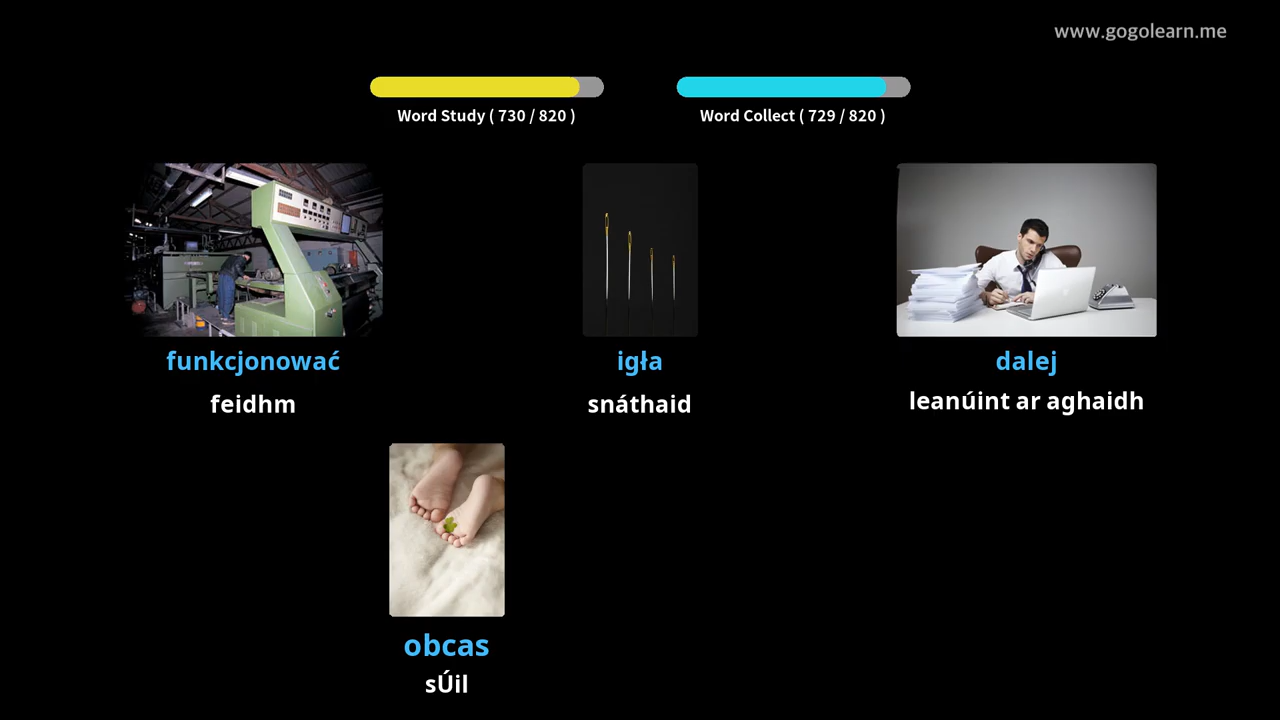 www.gogolearn.me
Word Study ( 730 / 820 )
Word Collect ( 729 / 820 )
funkcjonować
igła
dalej
feidhm
snáthaid
leanúint ar aghaidh
obcas
sÚil